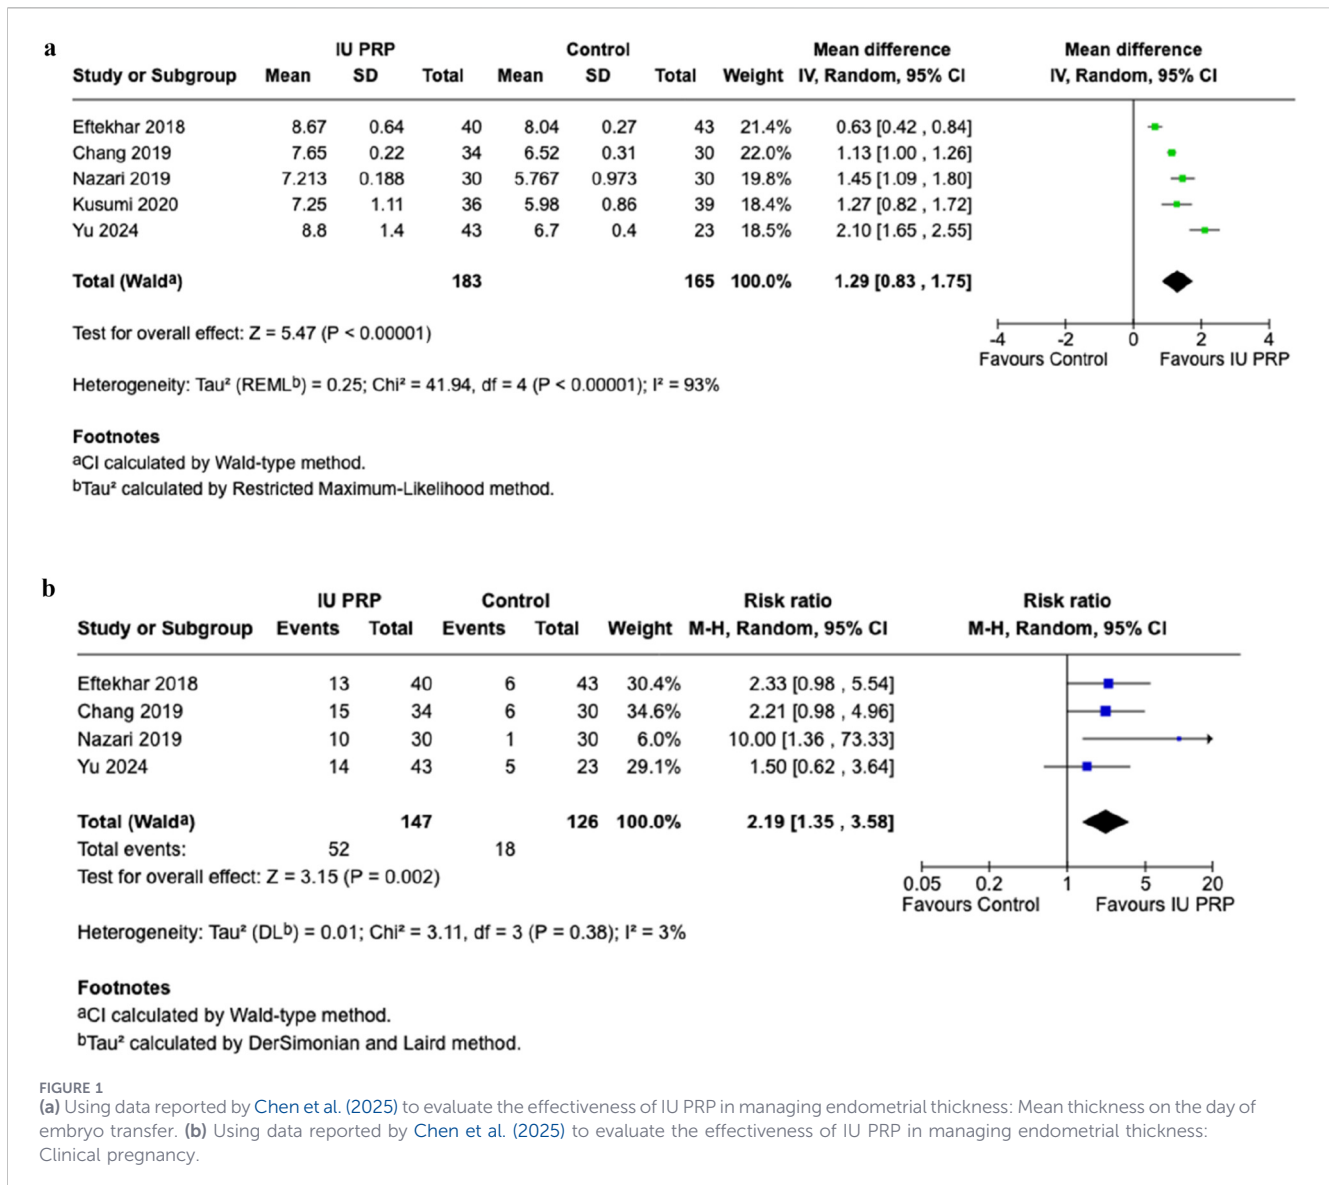 a
IU PRP Control Mean difference Mean difference
Study or Subgroup Mean SD Total Mean SD Total Weight IV, Random, 95% CI IV, Random, 95% CI
Eftekhar 2018 8.67 0.64 40 8.04 0.27 43 21.4% 0.63 [0.42 , 0.84]
Chang 2019 7.65 0.22 34 6.52 0.31 30 22.0% 1.13 [1.00 , 1.26]
Nazari 2019 7.213 0.188 30 5.767 0.973 30 19.8% 1.45 [1.09 , 1.80]
Kusumi 2020 7.25 1.11 36 5.98 0.86 39 18.4% 1.27 [0.82 , 1.72]
Yu 2024 8.8 1.4 43 6.7 0.4 23 18.5% 2.10 [1.65 , 2.55]
Total (Waldᵃ) 183 165 100.0% 1.29 [0.83 , 1.75]
Test for overall effect: Z = 5.47 (P < 0.00001)
-4 -2 0 2 4
Favours Control Favours IU PRP
Heterogeneity: Tau² (REMLᵇ) = 0.25; Chi² = 41.94, df = 4 (P < 0.00001); I² = 93%
Footnotes
ᵃCI calculated by Wald-type method.
ᵇTau² calculated by Restricted Maximum-Likelihood method.
b
IU PRP Control Risk ratio Risk ratio
Study or Subgroup Events Total Events Total Weight M-H, Random, 95% CI M-H, Random, 95% CI
Eftekhar 2018 13 40 6 43 30.4% 2.33 [0.98 , 5.54]
Chang 2019 15 34 6 30 34.6% 2.21 [0.98 , 4.96]
Nazari 2019 10 30 1 30 6.0% 10.00 [1.36 , 73.33]
Yu 2024 14 43 5 23 29.1% 1.50 [0.62 , 3.64]
Total (Waldᵃ) 147 126 100.0% 2.19 [1.35 , 3.58]
Total events: 52 18
Test for overall effect: Z = 3.15 (P = 0.002)
0.05 0.2 1 5 20
Favours Control Favours IU PRP
Heterogeneity: Tau² (DLᵇ) = 0.01; Chi² = 3.11, df = 3 (P = 0.38); I² = 3%
Footnotes
ᵃCI calculated by Wald-type method.
ᵇTau² calculated by DerSimonian and Laird method.
FIGURE 1
(a) Using data reported by Chen et al. (2025) to evaluate the effectiveness of IU PRP in managing endometrial thickness: Mean thickness on the day of
embryo transfer. (b) Using data reported by Chen et al. (2025) to evaluate the effectiveness of IU PRP in managing endometrial thickness:
Clinical pregnancy.